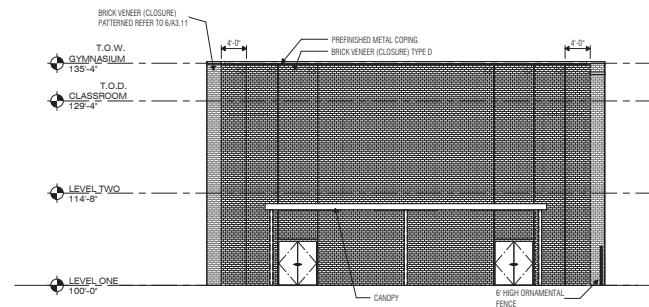 BRICK VENEER (CLOSURE)
PATTERNED REFER TO 6/A3.11
4'-0"
PREFINISHED METAL COPING
BRICK VENEER (CLOSURE) TYPE D
4'-0"
T.O.W.
GYMNASIUM
135'-4"
T.O.D.
CLASSROOM
129'-4"
LEVEL TWO
114'-8"
LEVEL ONE
100'-0"
CANOPY
6' HIGH ORNAMENTAL
FENCE